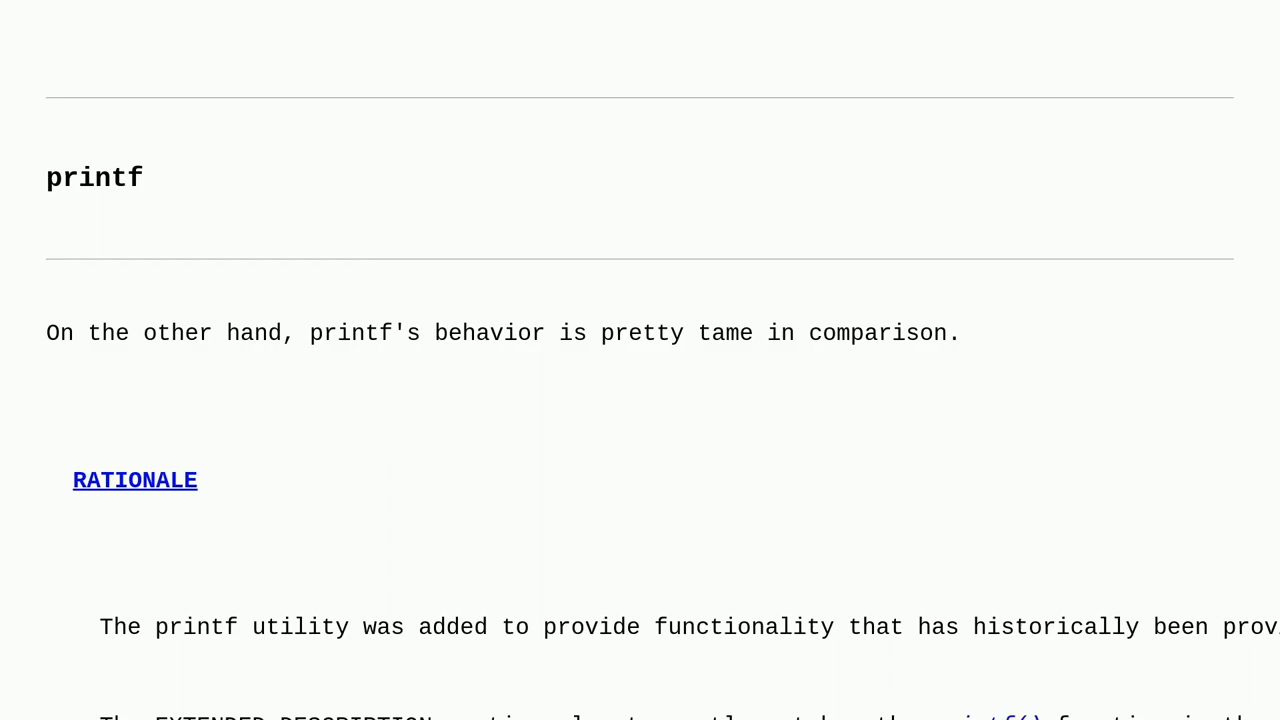 printf
On the other hand, printf's behavior is pretty tame in comparison.
RATIONALE
The printf utility was added to provide functionality that has historically been